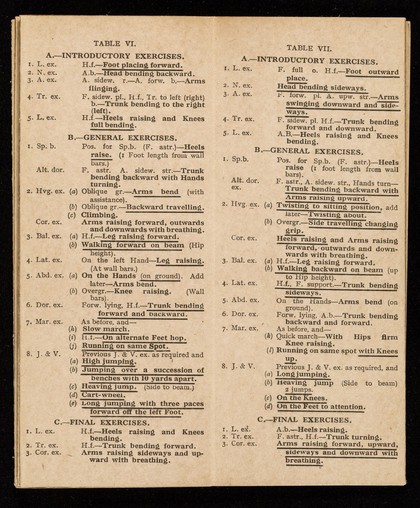 TABLE VI.
A.—INTRODUCTORY EXERCISES.
1. L. ex. H.f.—Foot placing forward.
2. N. ex. A.b.—Head bending backward.
3. A. ex. A. sidew. r.—A. forw. b.—Arms
flinging.
4. Tr. ex. F. sidew. pl., H.f., Tr. to left (right)
b.—Trunk bending to the right
(left).
5. L. ex. H.f.—Heels raising and Knees
full bending.
B.—GENERAL EXERCISES.
1. Sp. b. Pos. for Sp.b. (F. astr.)—Heels
raise. (1 Foot length from wall
bars.)
Alt. dor. F. astr., A. sidew. str.—Trunk
bending backward with Hands
turning.
2. Hvg. ex. (a) Oblique gr.—Arms bend (with
assistance).
(b) Oblique gr.—Backward travelling.
(c) Climbing.
Cor. ex. Arms raising forward, outwards
and downwards with breathing.
3. Bal. ex. (a) H.f.—Leg raising forward.
(b) Walking forward on beam (Hip
height).
4. Lat. ex. On the left Hand—Leg raising.
(At wall bars.)
5. Abd. ex. (a) On the Hands (on ground). Add
later—Arms bend.
(b) Overgr.—Knee raising. (Wall
bars).
6. Dor. ex. Forw. lying, H.f.—Trunk bending
forward and backward.
7. Mar. ex. As before, and—
(h) Slow march.
(i) H.f.—On alternate Feet hop.
(j) Running on same Spot.
8. J. & V. Previous J. & V. ex. as required and
(a) High jumping.
(b) Jumping over a succession of
benches with 10 yards apart.
(c) Heaving jump. (Side to beam.)
(d) Cart-wheel.
(e) Long jumping with three paces
forward off the left Foot.
C.—FINAL EXERCISES.
1. L. ex. H.f.—Heels raising and Knees
bending.
2. Tr. ex. H.f.—Trunk bending forward.
3. Cor. ex. Arms raising sideways and up-
ward with breathing.
TABLE VII.
A.—INTRODUCTORY EXERCISES.
1. L. ex. F. full o. H.f.—Foot outward
place.
2. N. ex. Head bending sideways.
3. A. ex. F. forw. pl. A. upw. str.—Arms
swinging downward and side-
ways.
4. Tr. ex. F. sidew. pl. H.f.—Trunk bending
forward and downward.
5. L. ex. A.B.—Heels raising and Knees
bending.
B.—GENERAL EXERCISES.
1. Sp.b. Pos. for Sp.b. (F. astr.)—Heels
raise (1 foot length from wall
bars).
Alt. dor.
ex. F. astr., A. sidew. str., Hands turn—
Trunk bending backward with
Arms raising upward.
2. Hvg. ex. (a) Twisting to sitting position, add
later—Twisting about.
(b) Overgr.—Side travelling changing
grip.
Cor. ex. Heels raising and Arms raising
forward, outwards and down-
wards with breathing.
3. Bal. ex. (a) H.f.—Leg raising forward.
(b) Walking backward on beam (up
to Hip height).
4. Lat. ex. H.f., F. support.—Trunk bending
sideways.
5. Abd. ex. On the Hands—Arms bend (on
ground).
6. Dor. ex. Forw. lying, A.b.—Trunk bending
backward and forward.
7. Mar. ex. As before, and—
(k) Quick march—With Hips firm
Knee raising.
(l) Running on same spot with Knees
up.
8. J. & V. Previous J. & V. ex. as required, and
(a) Long jumping.
(b) Heaving jump (Side to beam)
2 jumps.
(c) On the Knees.
(d) On the Feet to attention.
C.—FINAL EXERCISES.
1. L. ex. A.b.—Heels raising.
2. Tr. ex. F. astr., H.f.—Trunk turning.
3. Cor. ex. Arms raising forward, upward,
sideways and downward with
breathing.